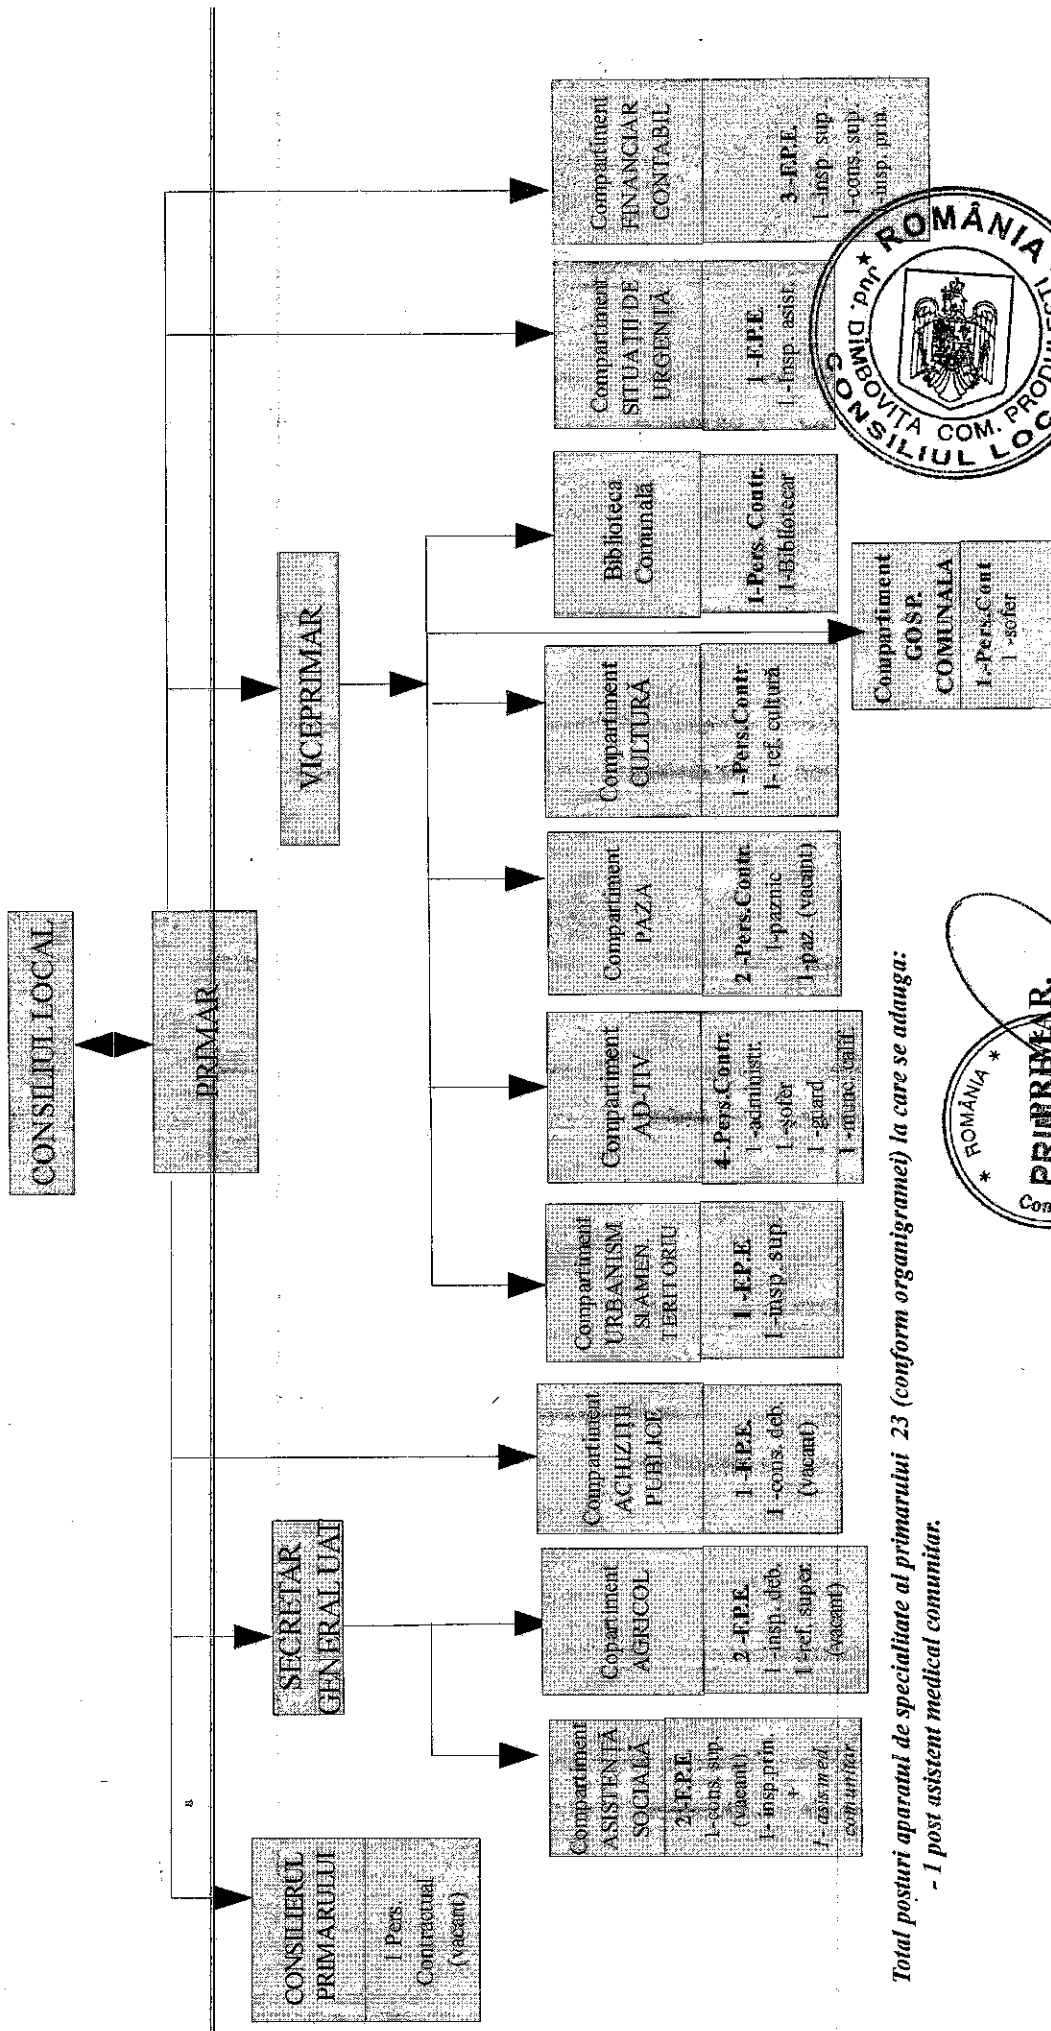 CONSILIUL LOCAL
PRIMAR
CONSILIERUL
PRIMARULUI
1 Pers.
Contractual
(vacant)
SECRETAR
GENERAL UAT
VICEPRIMAR
Compartiment
ASISTENȚĂ
SOCIALĂ
2-F.P.E
1-cons. sup.
(vacant)
1- insp.prin.
+
1- asis.med
comunitar
Copartiment
AGRICOL
2 -F.P.E.
1 -insp. deb.
1 -ref. super.
(vacant)
Compartiment
ACHIZIȚII
PUBLICE
1 -F.P.E.
1 -cons. deb.
(vacant)
Compartiment
URBANISM
SI AMEN.
TERITORIU
1 -F.P.E.
1 -insp. sup
Compartiment
AD-TIV
4-.Pers.Contr.
1 -administr.
1 -sofer
1 -guard
1 -munc. calif.
Compartiment
PAZA
2 -Pers.Contr.
1-paznic
1-paz. (vacant)
Compartiment
CULTURĂ
1 -Pers.Contr
1- ref. cultură
Biblioteca
Comunală
1-Pers. Contr.
1-Bibliotecar
Compartiment
SITUAȚII DE
URGENȚĂ
1 -F.P.E
1 -Insp. asist.
Compartiment
FINANCIAR
CONTABIL
3 -F.P.E.
1 -insp. sup.
1-cons. sup.
1-insp. prin.
Compartiment
GOSP.
COMUNALA
1.-Pers.Cont
1 -sofer
Total posturi aparatul de specialitate al primarului 23 (conform organigramei) la care se adauga:
- 1 post asistent medical comunitar.
PRIMAR,
* ROMÂNIA *
PRIMAR
* ROMÂNIA
Jud. DÎMBOVIȚA COM.
CONSILIUL